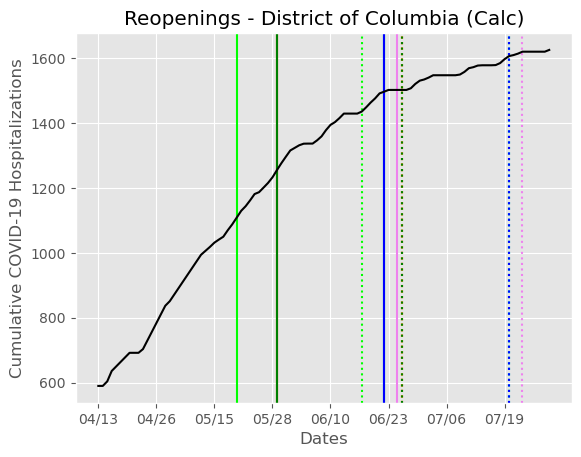 Reopenings - District of Columbia (Calc)
Cumulative COVID-19 Hospitalizations
1600
1400
1200
1000
800
600
04/13 04/26 05/15 05/28 06/10 06/23 07/06 07/19
Dates